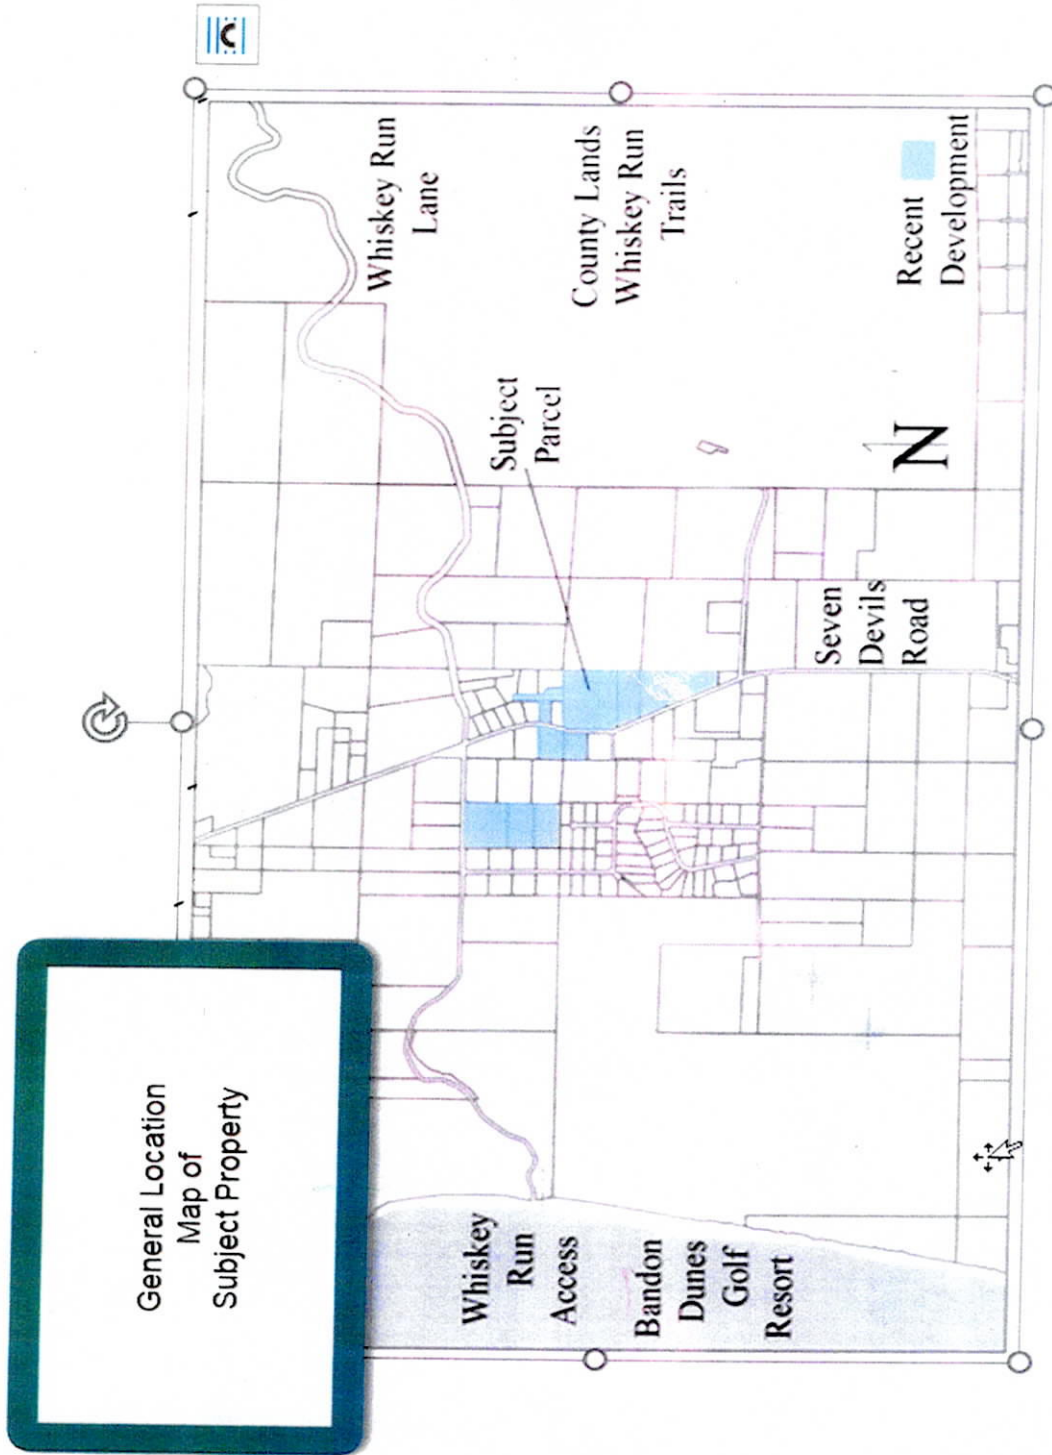 General Location
Map of
Subject Property
Whiskey Run
Lane
County Lands
Whiskey Run
Trails
Subject
Parcel
Recent
Development
N
Seven
Devils
Road
Whiskey
Run
Access
Bandon
Dunes
Golf
Resort